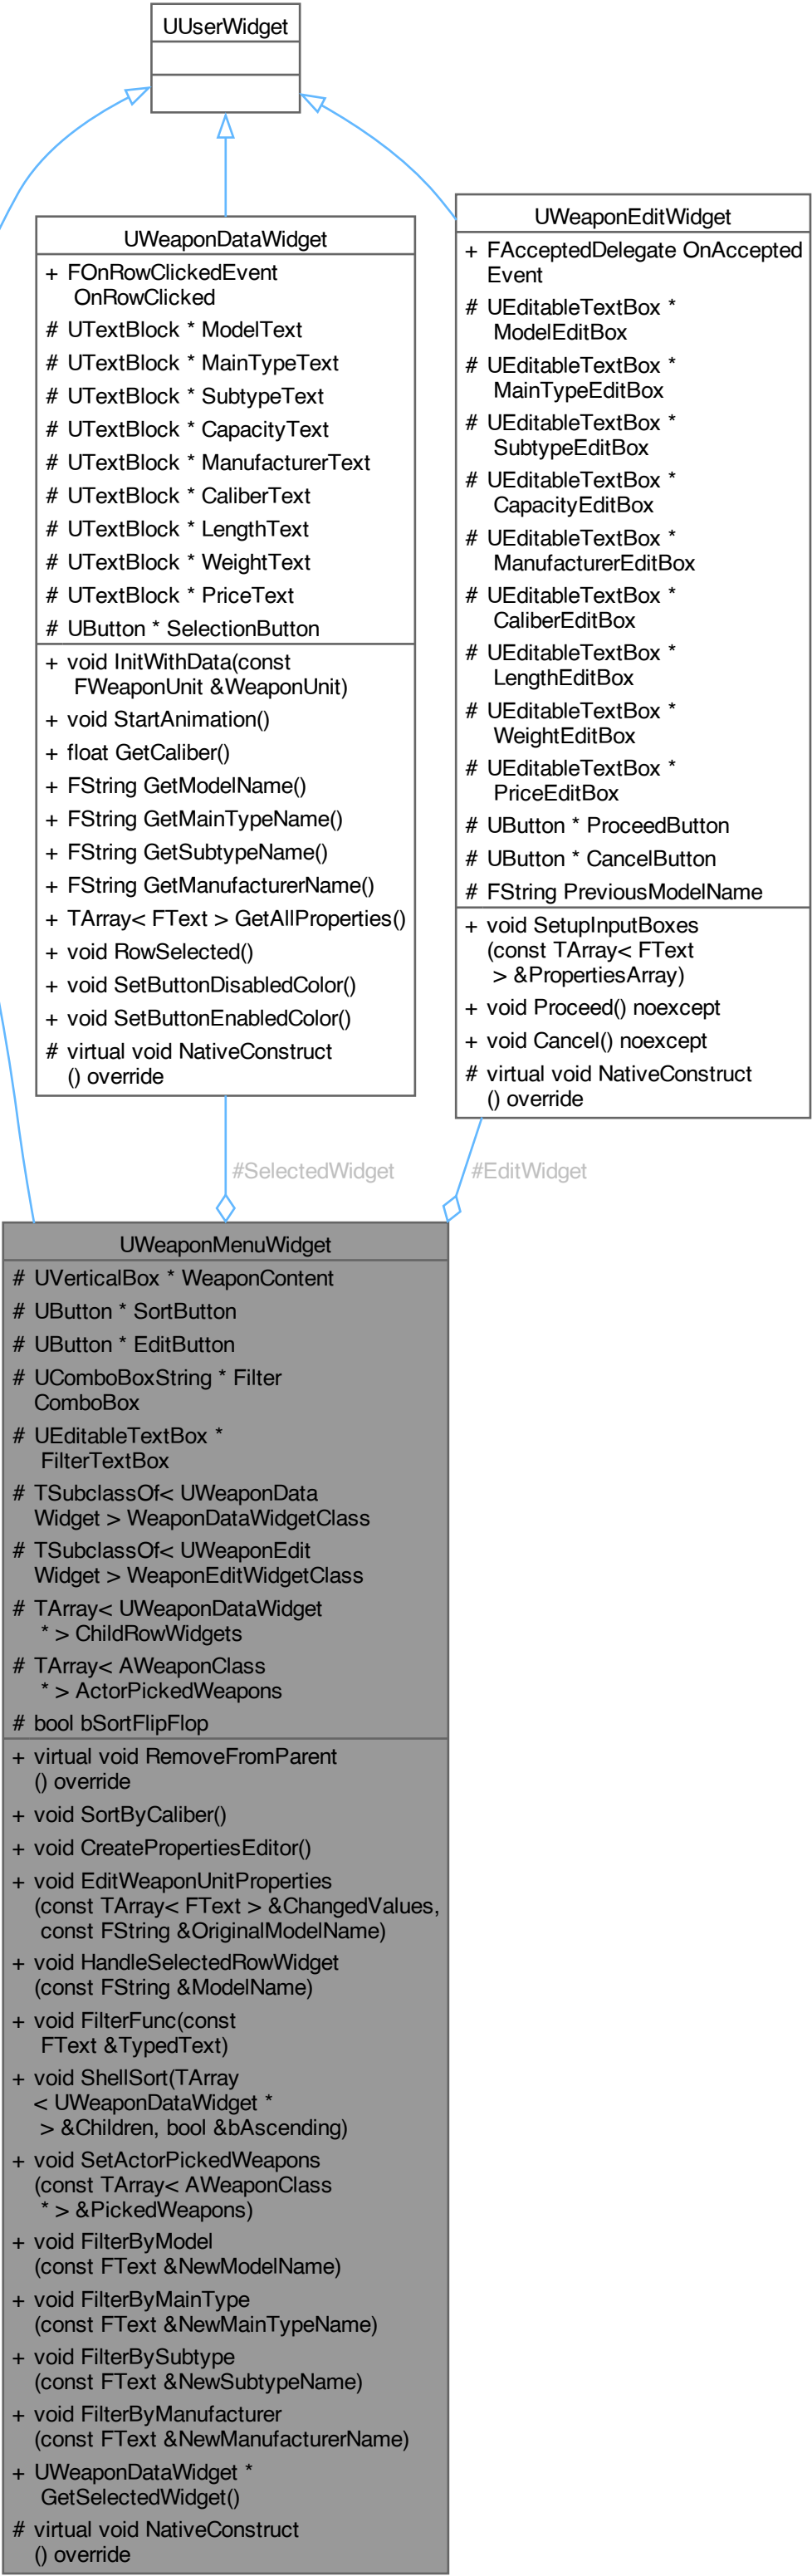 UUserWidget
UWeaponDataWidget
+ FOnRowClickedEvent
OnRowClicked
# UTextBlock * ModelText
# UTextBlock * MainTypeText
# UTextBlock * SubtypeText
# UTextBlock * CapacityText
# UTextBlock * ManufacturerText
# UTextBlock * CaliberText
# UTextBlock * LengthText
# UTextBlock * WeightText
# UTextBlock * PriceText
# UButton * SelectionButton
+ void InitWithData(const
FWeaponUnit &WeaponUnit)
+ void StartAnimation()
+ float GetCaliber()
+ FString GetModelName()
+ FString GetMainTypeName()
+ FString GetSubtypeName()
+ FString GetManufacturerName()
+ TArray< FText > GetAllProperties()
+ void RowSelected()
+ void SetButtonDisabledColor()
+ void SetButtonEnabledColor()
# virtual void NativeConstruct
() override
UWeaponEditWidget
+ FAcceptedDelegate OnAccepted
Event
# UEditableTextBox *
ModelEditBox
# UEditableTextBox *
MainTypeEditBox
# UEditableTextBox *
SubtypeEditBox
# UEditableTextBox *
CapacityEditBox
# UEditableTextBox *
ManufacturerEditBox
# UEditableTextBox *
CaliberEditBox
# UEditableTextBox *
LengthEditBox
# UEditableTextBox *
WeightEditBox
# UEditableTextBox *
PriceEditBox
# UButton * ProceedButton
# UButton * CancelButton
# FString PreviousModelName
+ void SetupInputBoxes
(const TArray< FText
> &PropertiesArray)
+ void Proceed() noexcept
+ void Cancel() noexcept
# virtual void NativeConstruct
() override
#SelectedWidget
#EditWidget
UWeaponMenuWidget
# UVerticalBox * WeaponContent
# UButton * SortButton
# UButton * EditButton
# UComboBoxString * Filter
ComboBox
# UEditableTextBox *
FilterTextBox
# TSubclassOf< UWeaponData
Widget > WeaponDataWidgetClass
# TSubclassOf< UWeaponEdit
Widget > WeaponEditWidgetClass
# TArray< UWeaponDataWidget
* > ChildRowWidgets
# TArray< AWeaponClass
* > ActorPickedWeapons
# bool bSortFlipFlop
+ virtual void RemoveFromParent
() override
+ void SortByCaliber()
+ void CreatePropertiesEditor()
+ void EditWeaponUnitProperties
(const TArray< FText > &ChangedValues,
const FString &OriginalModelName)
+ void HandleSelectedRowWidget
(const FString &ModelName)
+ void FilterFunc(const
FText &TypedText)
+ void ShellSort(TArray
< UWeaponDataWidget *
> &Children, bool &bAscending)
+ void SetActorPickedWeapons
(const TArray< AWeaponClass
* > &PickedWeapons)
+ void FilterByModel
(const FText &NewModelName)
+ void FilterByMainType
(const FText &NewMainTypeName)
+ void FilterBySubtype
(const FText &NewSubtypeName)
+ void FilterByManufacturer
(const FText &NewManufacturerName)
+ UWeaponDataWidget *
GetSelectedWidget()
# virtual void NativeConstruct
() override